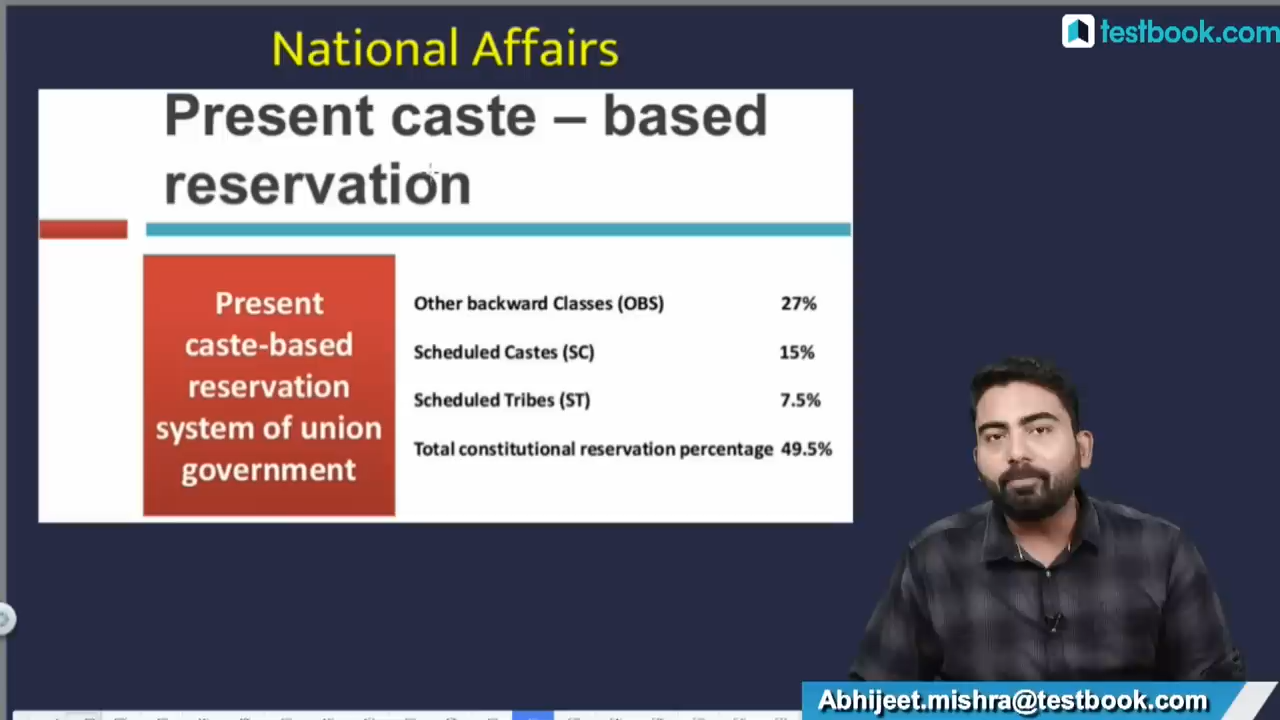 National Affairs
testbook.com
Present caste – based
reservation
Present
caste-based
reservation
system of union
government
Other backward Classes (OBS) 27%
Scheduled Castes (SC) 15%
Scheduled Tribes (ST) 7.5%
Total constitutional reservation percentage 49.5%
Abhijeet.mishra@testbook.com